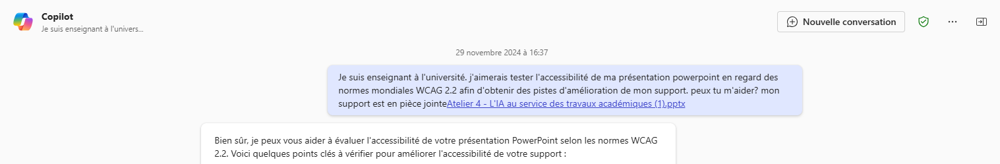 Copilot
Je suis enseignant à l'univers...
Nouvelle conversation
29 novembre 2024 à 16:37
Je suis enseignant à l'université. j'aimerais tester l'accessibilité de ma présentation powerpoint en regard des
normes mondiales WCAG 2.2 afin d'obtenir des pistes d'amélioration de mon support. peux tu m'aider? mon
support est en pièce jointeAtelier 4 - L'IA au service des travaux académiques (1).pptx
Bien sûr, je peux vous aider à évaluer l'accessibilité de votre présentation PowerPoint selon les normes WCAG
2.2. Voici quelques points clés à vérifier pour améliorer l'accessibilité de votre support :